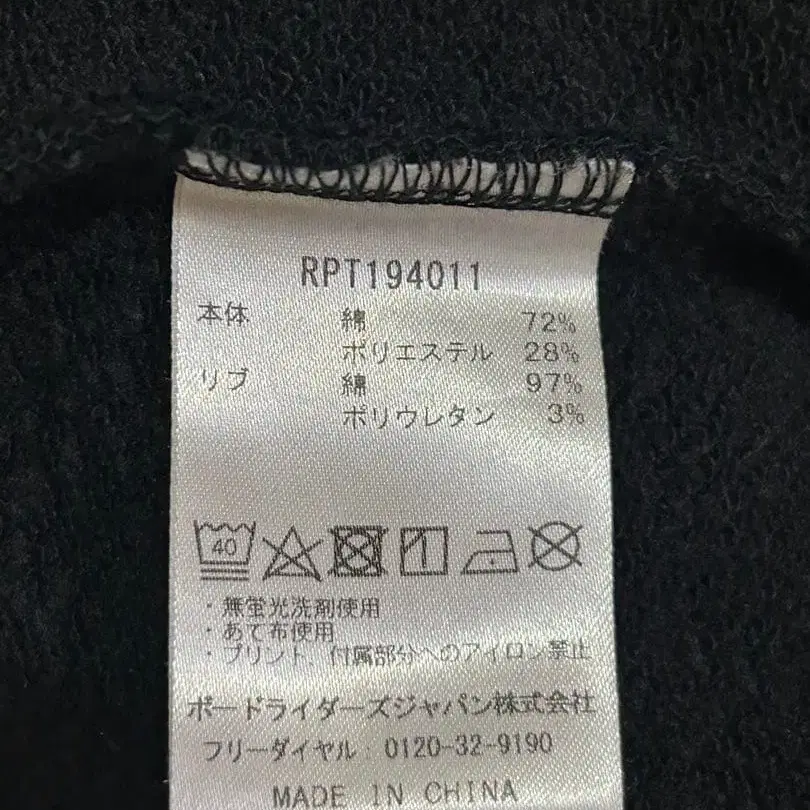 RPT194011
本体 綿 72%
ポリエステル 28%
リブ 綿 97%
ポリウレタン 3%
40
・無蛍光洗剤使用
・あて布使用
・プリント、付属部分へのアイロン禁止
ボードライダーズジャパン株式会社
フリーダイヤル：0120-32-9190
MADE IN CHINA